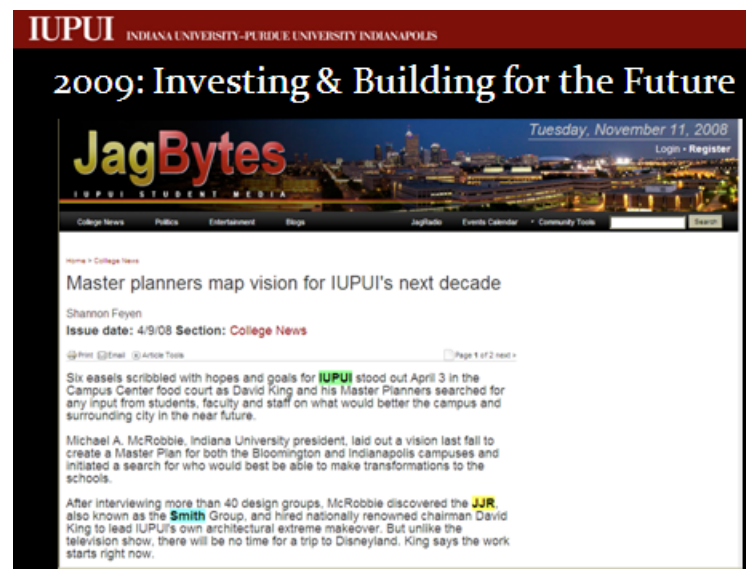 IUPUI INDIANA UNIVERSITY–PURDUE UNIVERSITY INDIANAPOLIS
2009: Investing & Building for the Future
Tuesday, November 11, 2008
JagBytes
Login • Register
IUPUI STUDENT MEDIA
College News Politics Entertainment Blogs JagRadio Events Calendar • Community Tools Search
Home > College News
Master planners map vision for IUPUI's next decade
Shannon Feyen
Issue date: 4/9/08 Section: College News
Print Email Article Tools Page 1 of 2 next »
Six easels scribbled with hopes and goals for IUPUI stood out April 3 in the
Campus Center food court as David King and his Master Planners searched for
any input from students, faculty and staff on what would better the campus and
surrounding city in the near future.
Michael A. McRobbie, Indiana University president, laid out a vision last fall to
create a Master Plan for both the Bloomington and Indianapolis campuses and
initiated a search for who would best be able to make transformations to the
schools.
After interviewing more than 40 design groups, McRobbie discovered the JJR,
also known as the Smith Group, and hired nationally renowned chairman David
King to lead IUPUI's own architectural extreme makeover. But unlike the
television show, there will be no time for a trip to Disneyland. King says the work
starts right now.